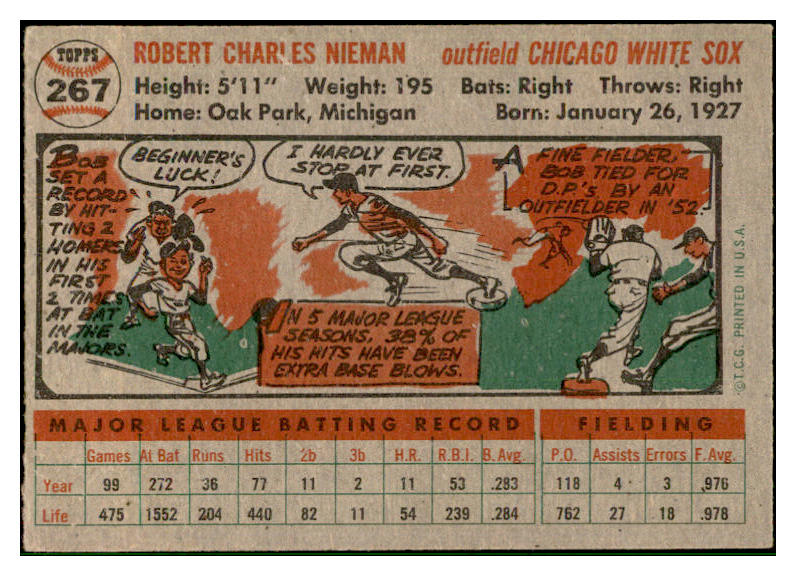 TOPPS
267
ROBERT CHARLES NIEMAN outfield CHICAGO WHITE SOX
Height: 5'11" Weight: 195 Bats: Right Throws: Right
Home: Oak Park, Michigan Born: January 26, 1927
BOB
SET A
RECORD
BY HIT-
TING 2
HOMERS
IN HIS
FIRST
2 TIMES
AT BAT
IN THE
MAJORS.
BEGINNER'S
LUCK!
I HARDLY EVER
STOP AT FIRST.
IN 5 MAJOR LEAGUE
SEASONS, 38% OF
HIS HITS HAVE BEEN
EXTRA BASE BLOWS.
A FINE FIELDER,
BOB TIED FOR
D.P.'S BY AN
OUTFIELDER IN '52.
©T.C.G. PRINTED IN U.S.A.
MAJOR LEAGUE BATTING RECORD FIELDING
Games At Bat Runs Hits 2b 3b H.R. R.B.I. B. Avg. P.O. Assists Errors F. Avg.
Year 99 272 36 77 11 2 11 53 .283 118 4 3 .976
Life 475 1552 204 440 82 11 54 239 .284 762 27 18 .978